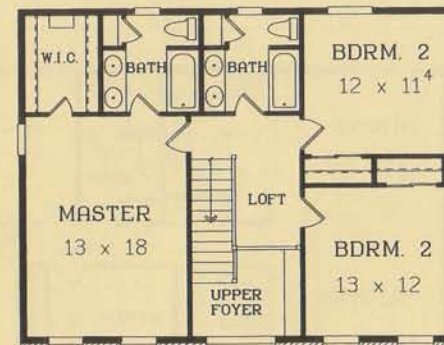 W.I.C.
BATH
BATH
BDRM. 2
12 x 11⁴
MASTER
13 x 18
LOFT
BDRM. 2
13 x 12
UPPER
FOYER